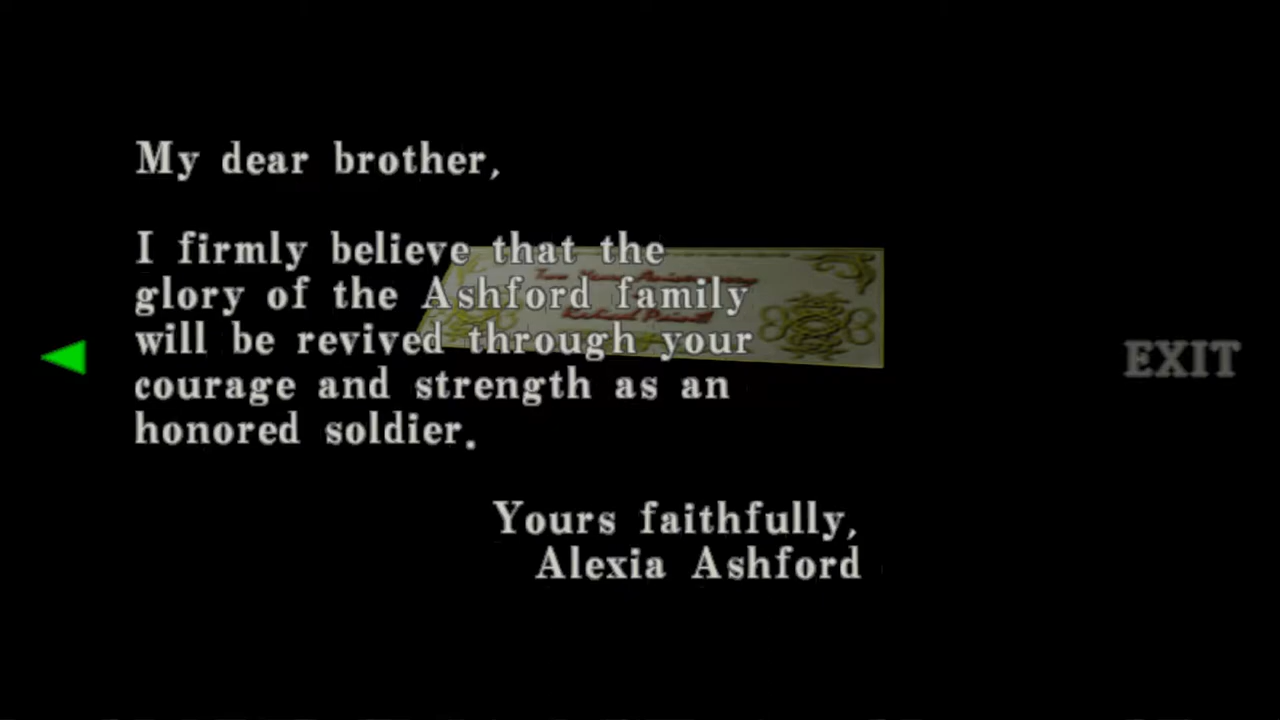 My dear brother,
I firmly believe that the
glory of the Ashford family
will be revived through your
courage and strength as an
honored soldier.
Yours faithfully,
Alexia Ashford
EXIT